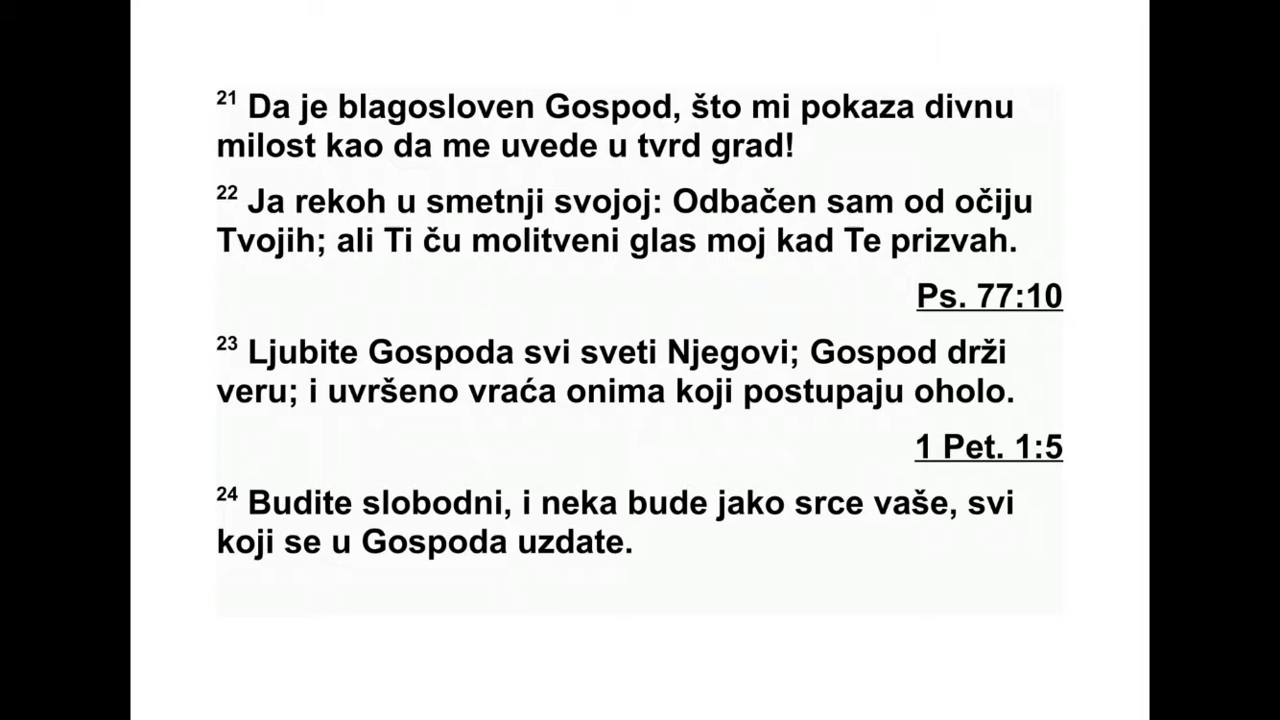 21 Da je blagosloven Gospod, što mi pokaza divnu
milost kao da me uvede u tvrd grad!
22 Ja rekoh u smetnji svojoj: Odbačen sam od očiju
Tvojih; ali Ti ču molitveni glas moj kad Te prizvah.
Ps. 77:10
23 Ljubite Gospoda svi sveti Njegovi; Gospod drži
veru; i uvršeno vraća onima koji postupaju oholo.
1 Pet. 1:5
24 Budite slobodni, i neka bude jako srce vaše, svi
koji se u Gospoda uzdate.